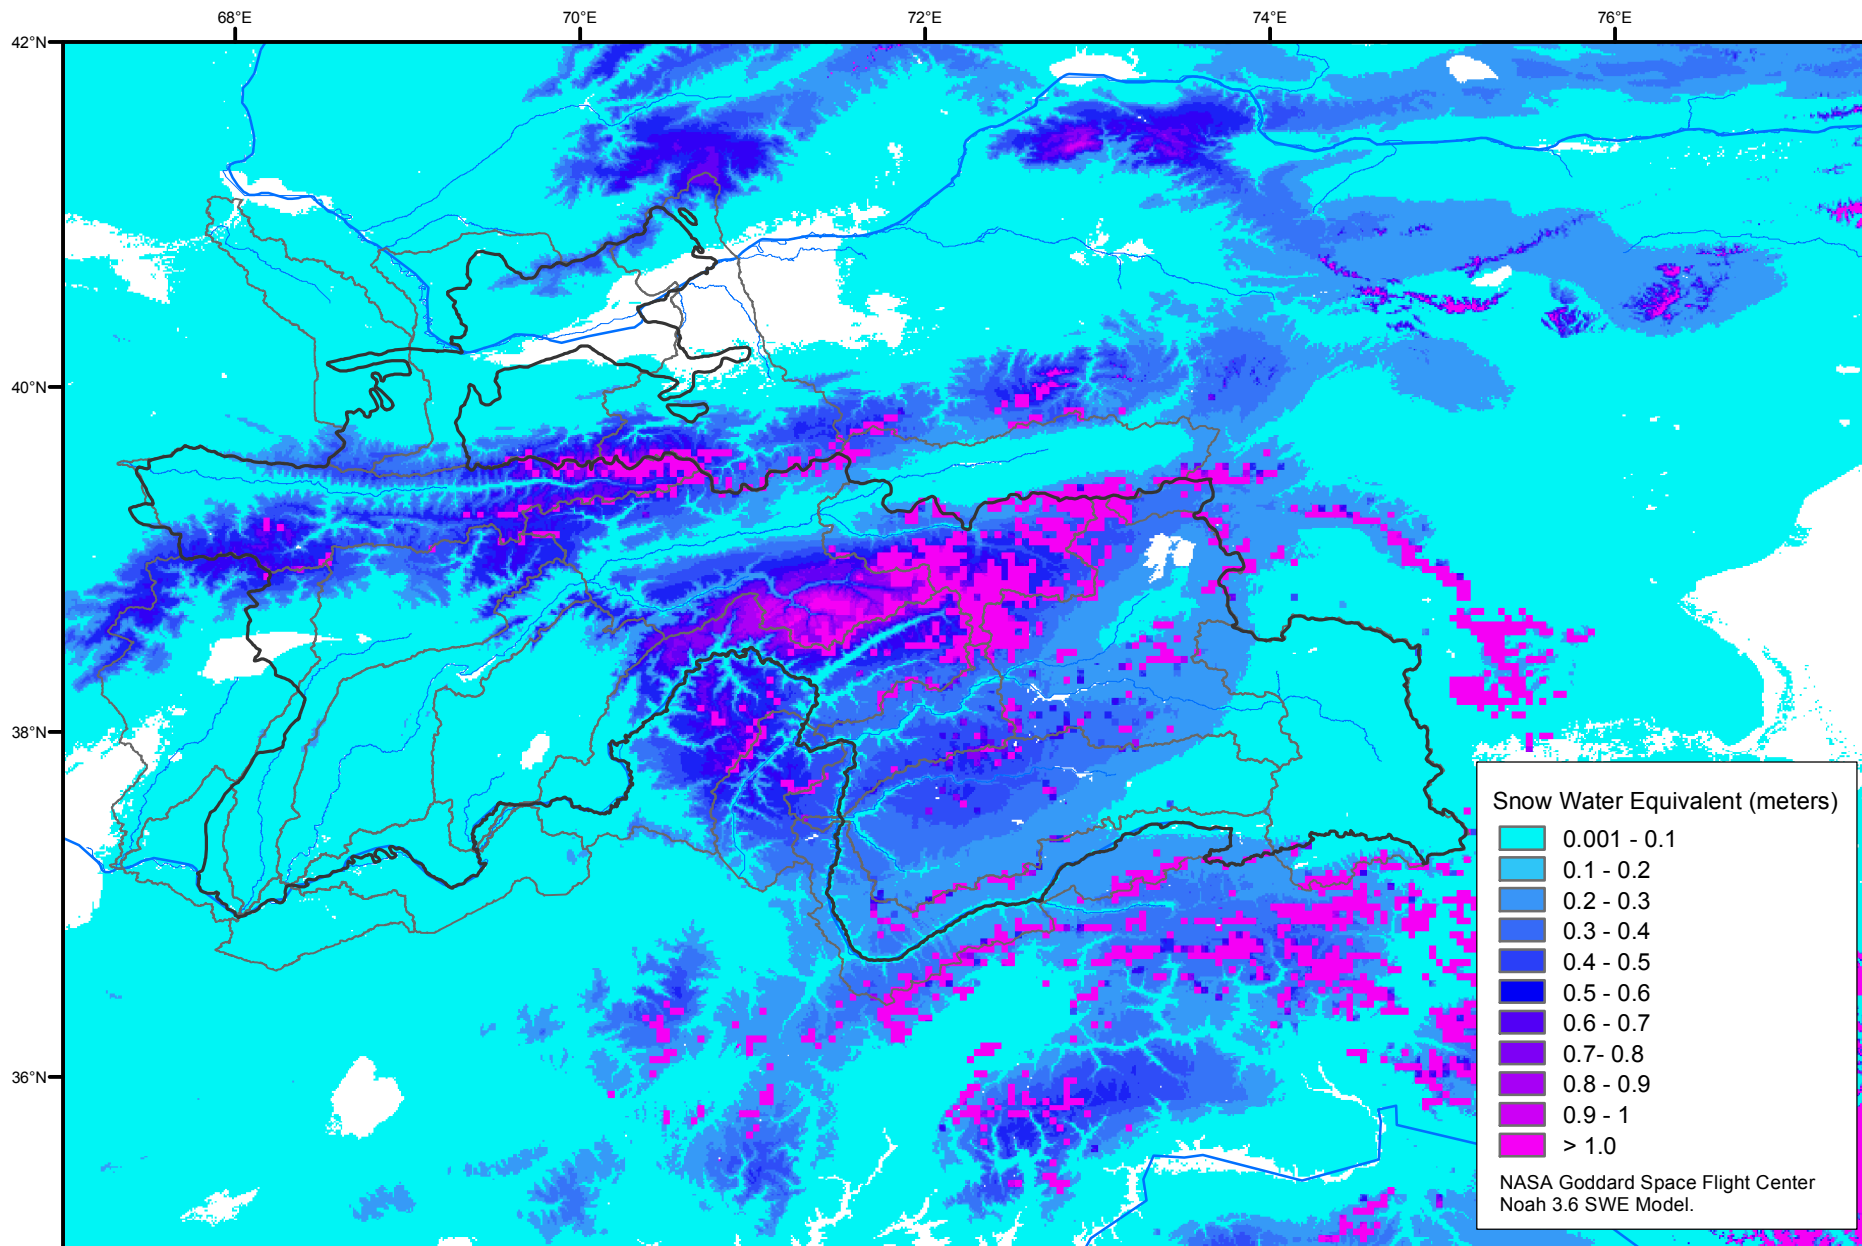 68°E
70°E
72°E
74°E
76°E
42°N
40°N
38°N
36°N
Snow Water Equivalent (meters)
0.001 - 0.1
0.1 - 0.2
0.2 - 0.3
0.3 - 0.4
0.4 - 0.5
0.5 - 0.6
0.6 - 0.7
0.7- 0.8
0.8 - 0.9
0.9 - 1
> 1.0
NASA Goddard Space Flight Center
Noah 3.6 SWE Model.